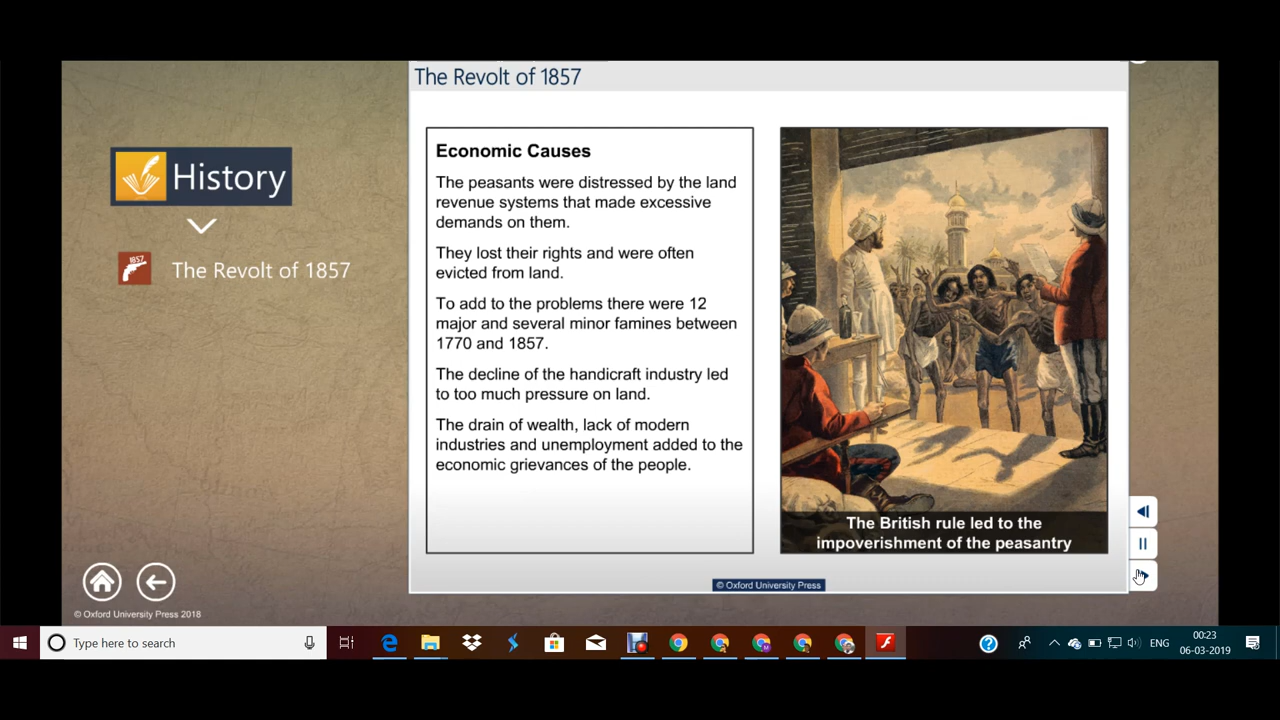 The Revolt of 1857
History
1857
The Revolt of 1857
Economic Causes
The peasants were distressed by the land
revenue systems that made excessive
demands on them.
They lost their rights and were often
evicted from land.
To add to the problems there were 12
major and several minor famines between
1770 and 1857.
The decline of the handicraft industry led
to too much pressure on land.
The drain of wealth, lack of modern
industries and unemployment added to the
economic grievances of the people.
The British rule led to the
impoverishment of the peasantry
© Oxford University Press
© Oxford University Press 2018
Type here to search
ENG
00:23
06-03-2019